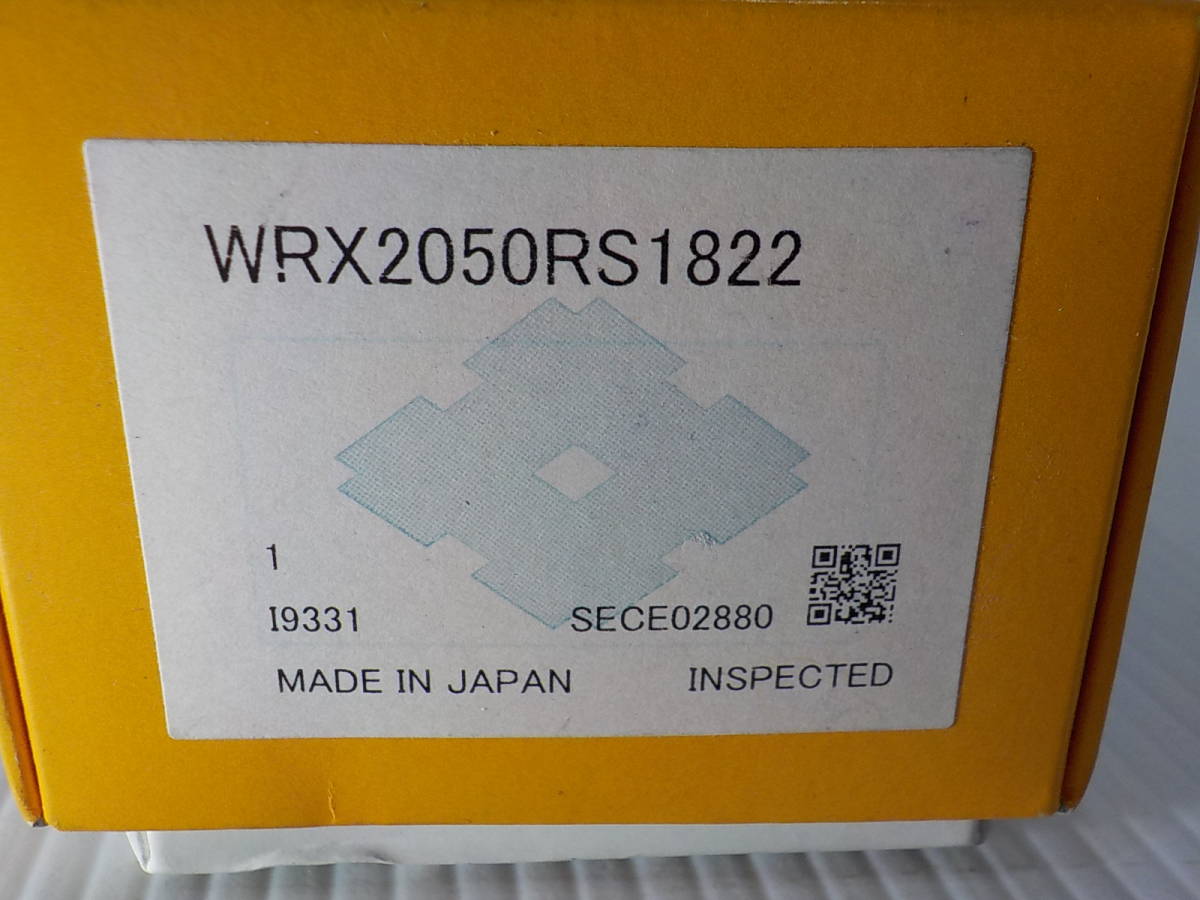 WRX2050RS1822
1
I9331 SECE02880
MADE IN JAPAN INSPECTED